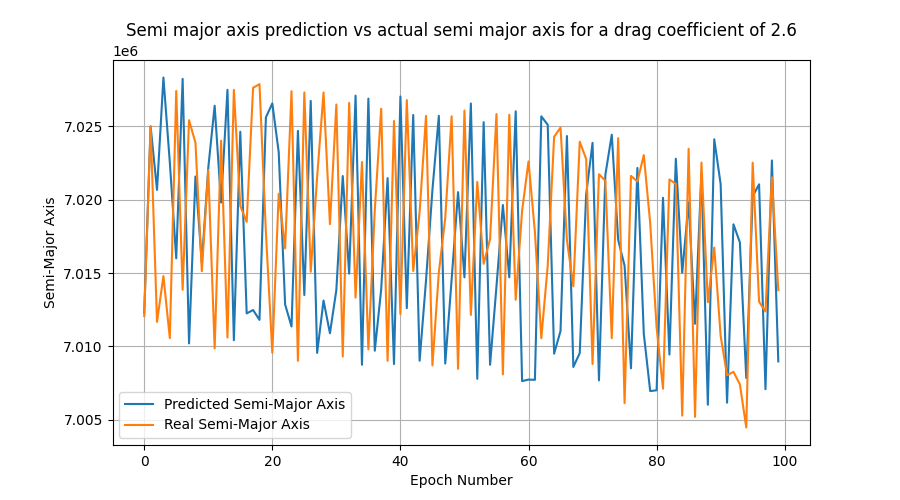 Semi major axis prediction vs actual semi major axis for a drag coefficient of 2.6
1e6
7.025
7.020
7.015
7.010
7.005
Semi-Major Axis
Predicted Semi-Major Axis
Real Semi-Major Axis
0 20 40 60 80 100
Epoch Number